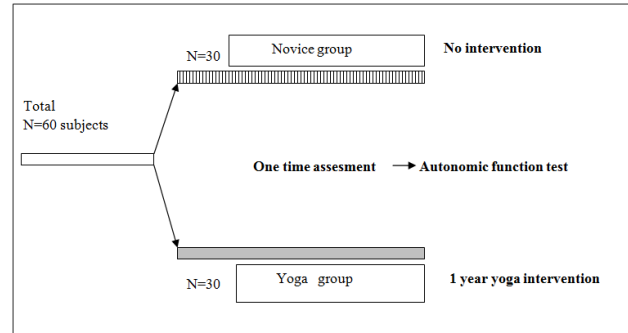 N=30
Novice group
No intervention
Total
N=60 subjects
One time assesment
Autonomic function test
N=30
Yoga group
1 year yoga intervention